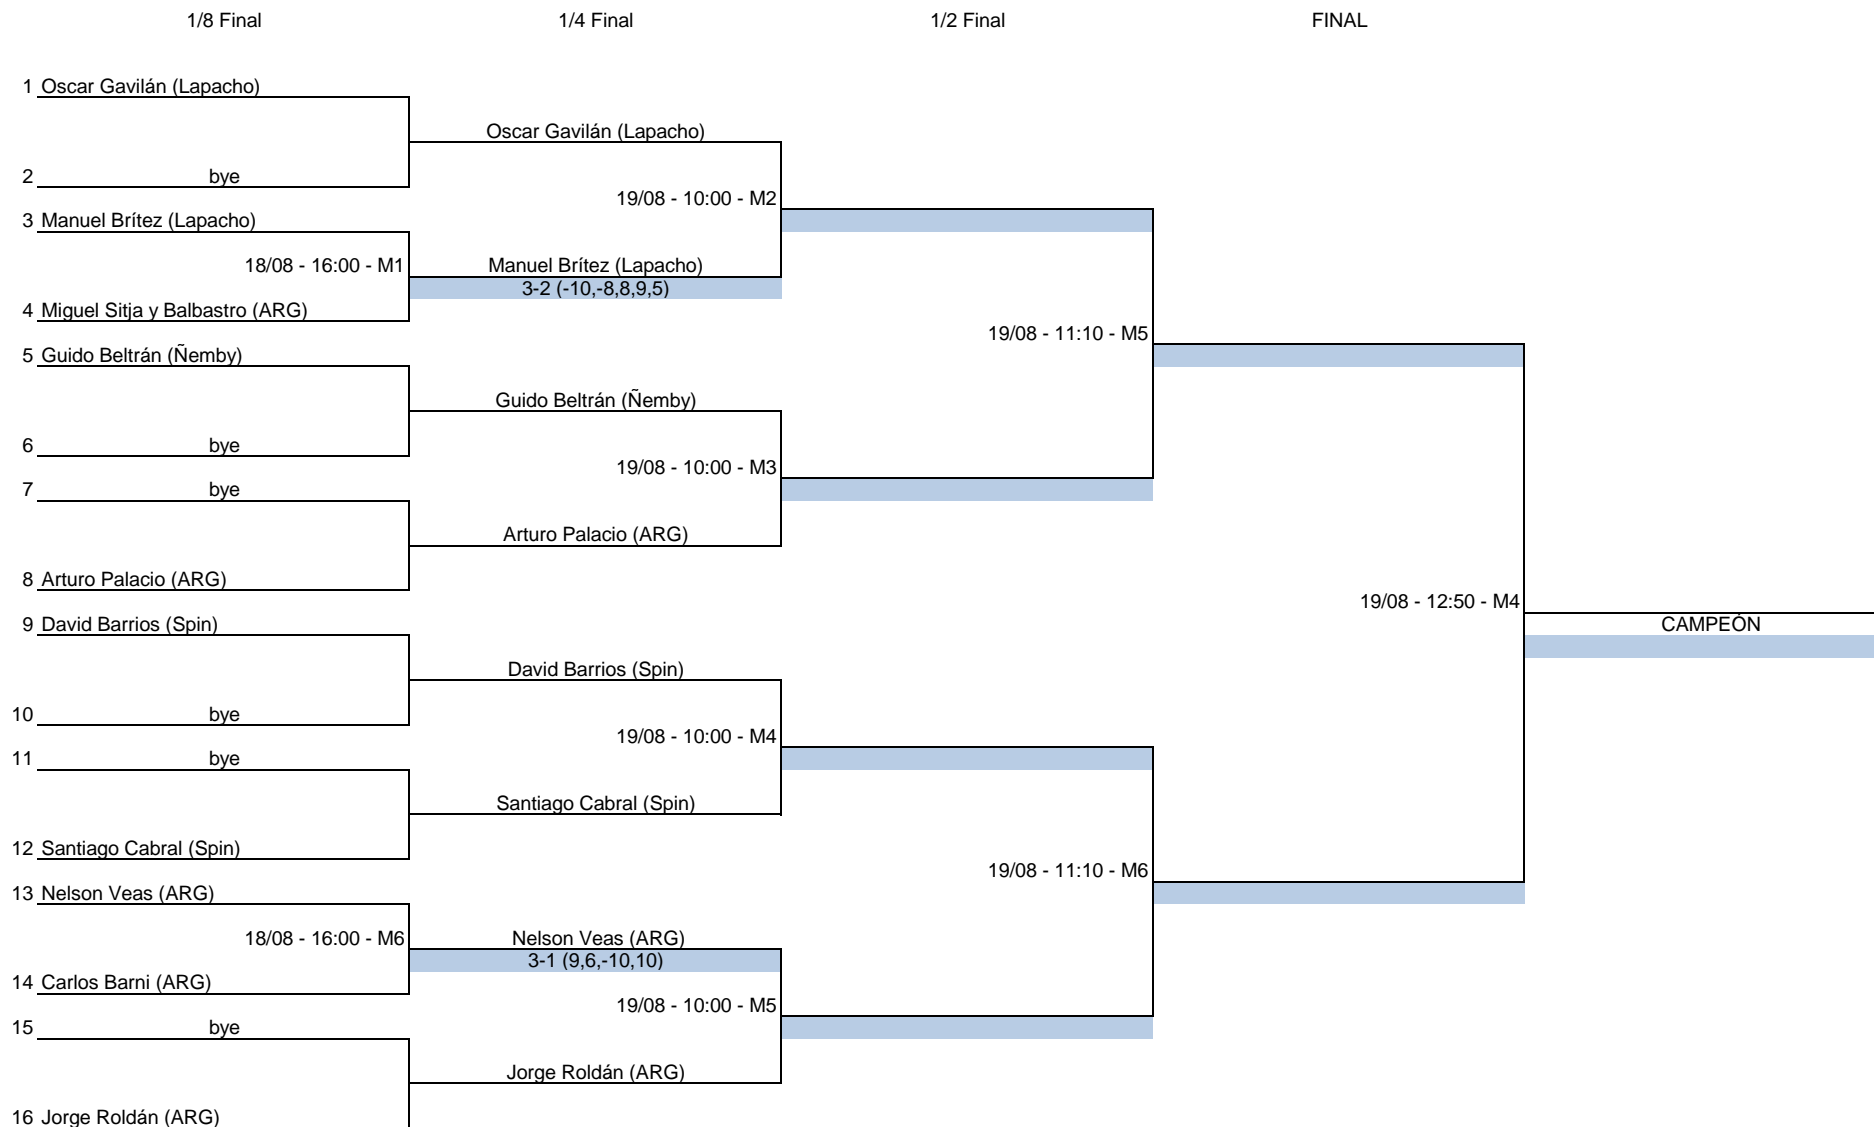 1/8 Final 1/4 Final 1/2 Final FINAL
1 Oscar Gavilán (Lapacho)
Oscar Gavilán (Lapacho)
2 bye
19/08 - 10:00 - M2
3 Manuel Brítez (Lapacho)
18/08 - 16:00 - M1 Manuel Brítez (Lapacho)
3-2 (-10,-8,8,9,5)
4 Miguel Sitja y Balbastro (ARG)
19/08 - 11:10 - M5
5 Guido Beltrán (Ñemby)
Guido Beltrán (Ñemby)
6 bye
19/08 - 10:00 - M3
7 bye
Arturo Palacio (ARG)
8 Arturo Palacio (ARG)
19/08 - 12:50 - M4
9 David Barrios (Spin) CAMPEÓN
David Barrios (Spin)
10 bye
19/08 - 10:00 - M4
11 bye
Santiago Cabral (Spin)
12 Santiago Cabral (Spin)
19/08 - 11:10 - M6
13 Nelson Veas (ARG)
18/08 - 16:00 - M6 Nelson Veas (ARG)
3-1 (9,6,-10,10)
14 Carlos Barni (ARG)
19/08 - 10:00 - M5
15 bye
Jorge Roldán (ARG)
16 Jorge Roldán (ARG)